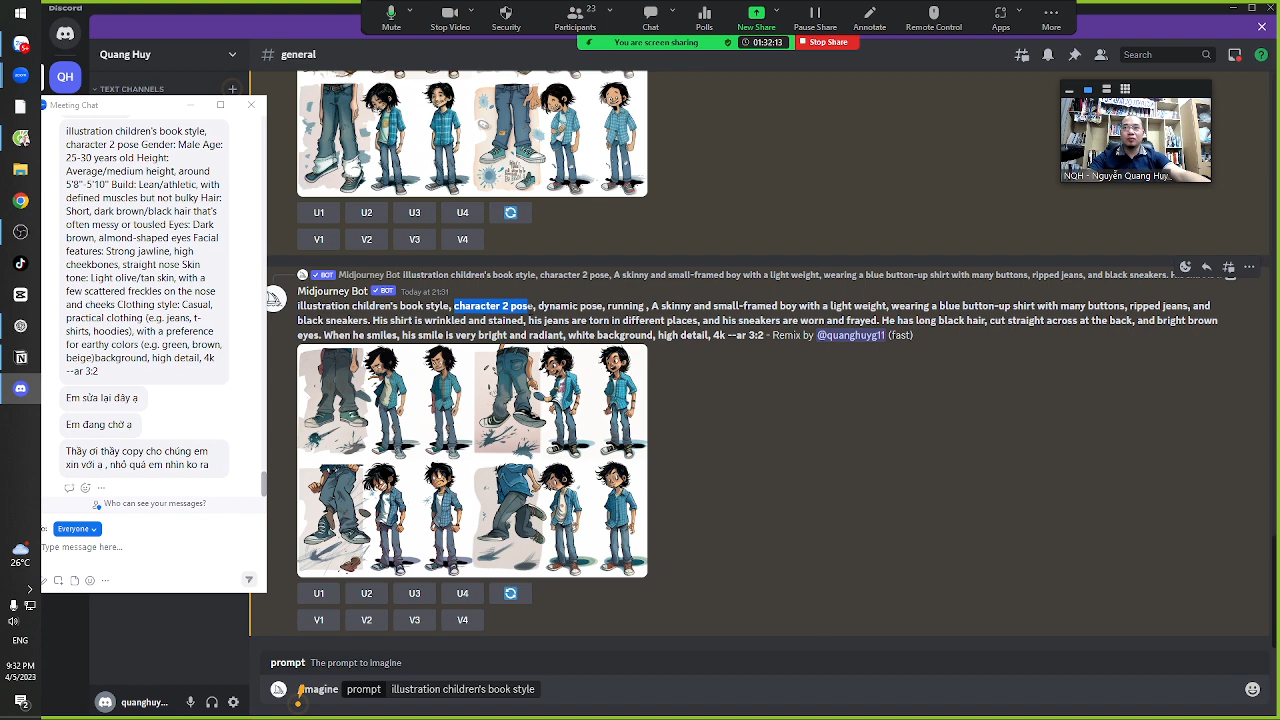 Discord
Mute
Stop Video
Security
Participants
23
Chat
Polls
New Share
Pause Share
Annotate
Remote Control
Apps
More
You are screen sharing
01:32:13
Stop Share
QH
Quang Huy
# general
Search
TEXT CHANNELS
Meeting Chat
illustration children's book style,
character 2 pose Gender: Male Age:
25-30 years old Height:
Average/medium height, around
5'8"-5'10" Build: Lean/athletic, with
defined muscles but not bulky Hair:
Short, dark brown/black hair that's
often messy or tousled Eyes: Dark
brown, almond-shaped eyes Facial
features: Strong jawline, high
cheekbones, straight nose Skin
tone: Light olive/tan skin, with a
few scattered freckles on the nose
and cheeks Clothing style: Casual,
practical clothing (e.g. jeans, t-
shirts, hoodies), with a preference
for earthy colors (e.g. green, brown,
beige)background, high detail, 4k
--ar 3:2
Em sửa lại dây ạ
Em đang chờ a
Thầy ơi thầy copy cho chúng em
xin với a , nhỏ quá em nhìn ko ra
Who can see your messages?
o:
Everyone
Type message here...
NQH - Nguyễn Quang Huy..
U1 U2 U3 U4
V1 V2 V3 V4
BOT Midjourney Bot Illustration children's book style, character 2 pose, A skinny and small-framed boy with a light weight, wearing a blue button-up shirt with many buttons, ripped jeans, and black sneakers.
Midjourney Bot BOT Today at 21:31
illustration children's book style, character 2 pose, dynamic pose, running , A skinny and small-framed boy with a light weight, wearing a blue button-up shirt with many buttons, ripped jeans, and
black sneakers. His shirt is wrinkled and stained, his jeans are torn in different places, and his sneakers are worn and frayed. He has long black hair, cut straight across at the back, and bright brown
eyes. When he smiles, his smile is very bright and radiant, white background, high detail, 4k --ar 3:2 - Remix by @quanghuyg11 (fast)
U1 U2 U3 U4
V1 V2 V3 V4
prompt The prompt to imagine
/imagine prompt illustration children's book style
26°C
ENG
9:32 PM
4/5/2023
quanghuy...